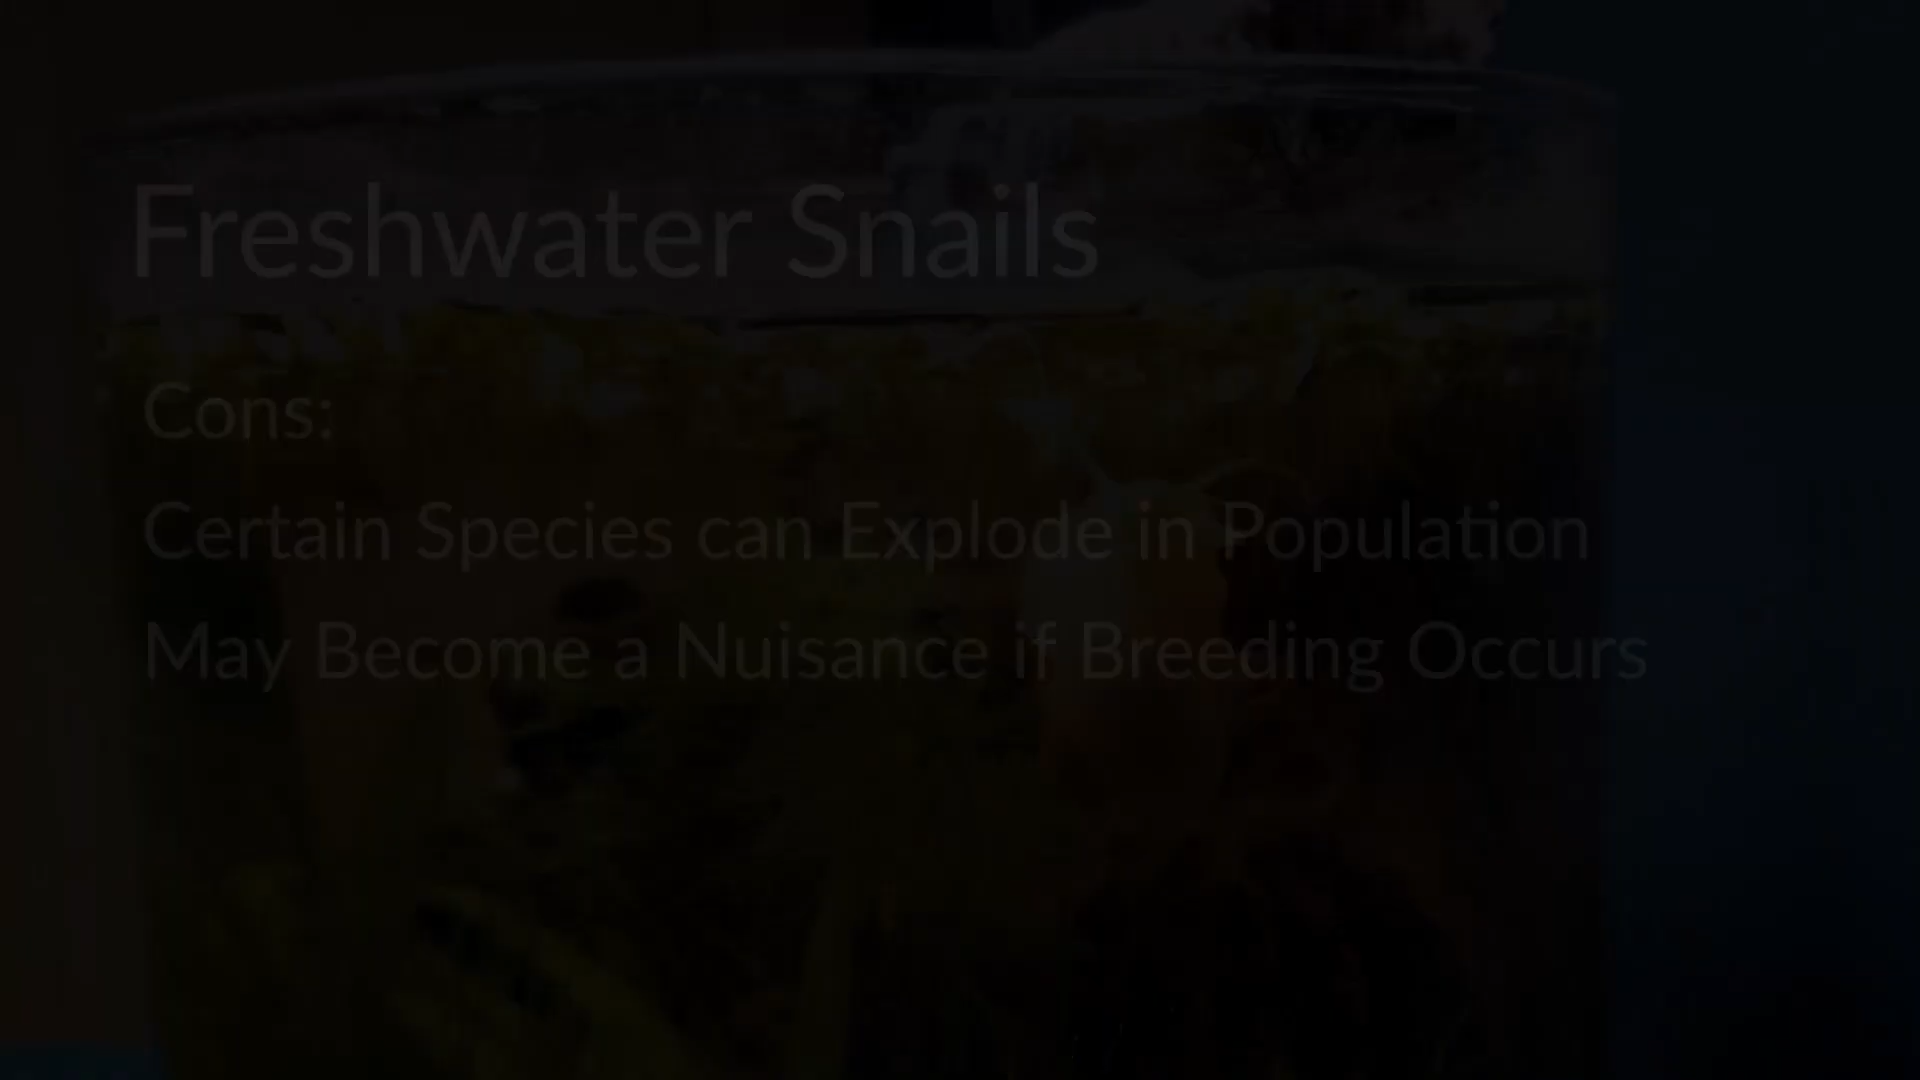 Freshwater Snails
Cons:
Certain Species can Explode in Population
May Become a Nuisance if Breeding Occurs